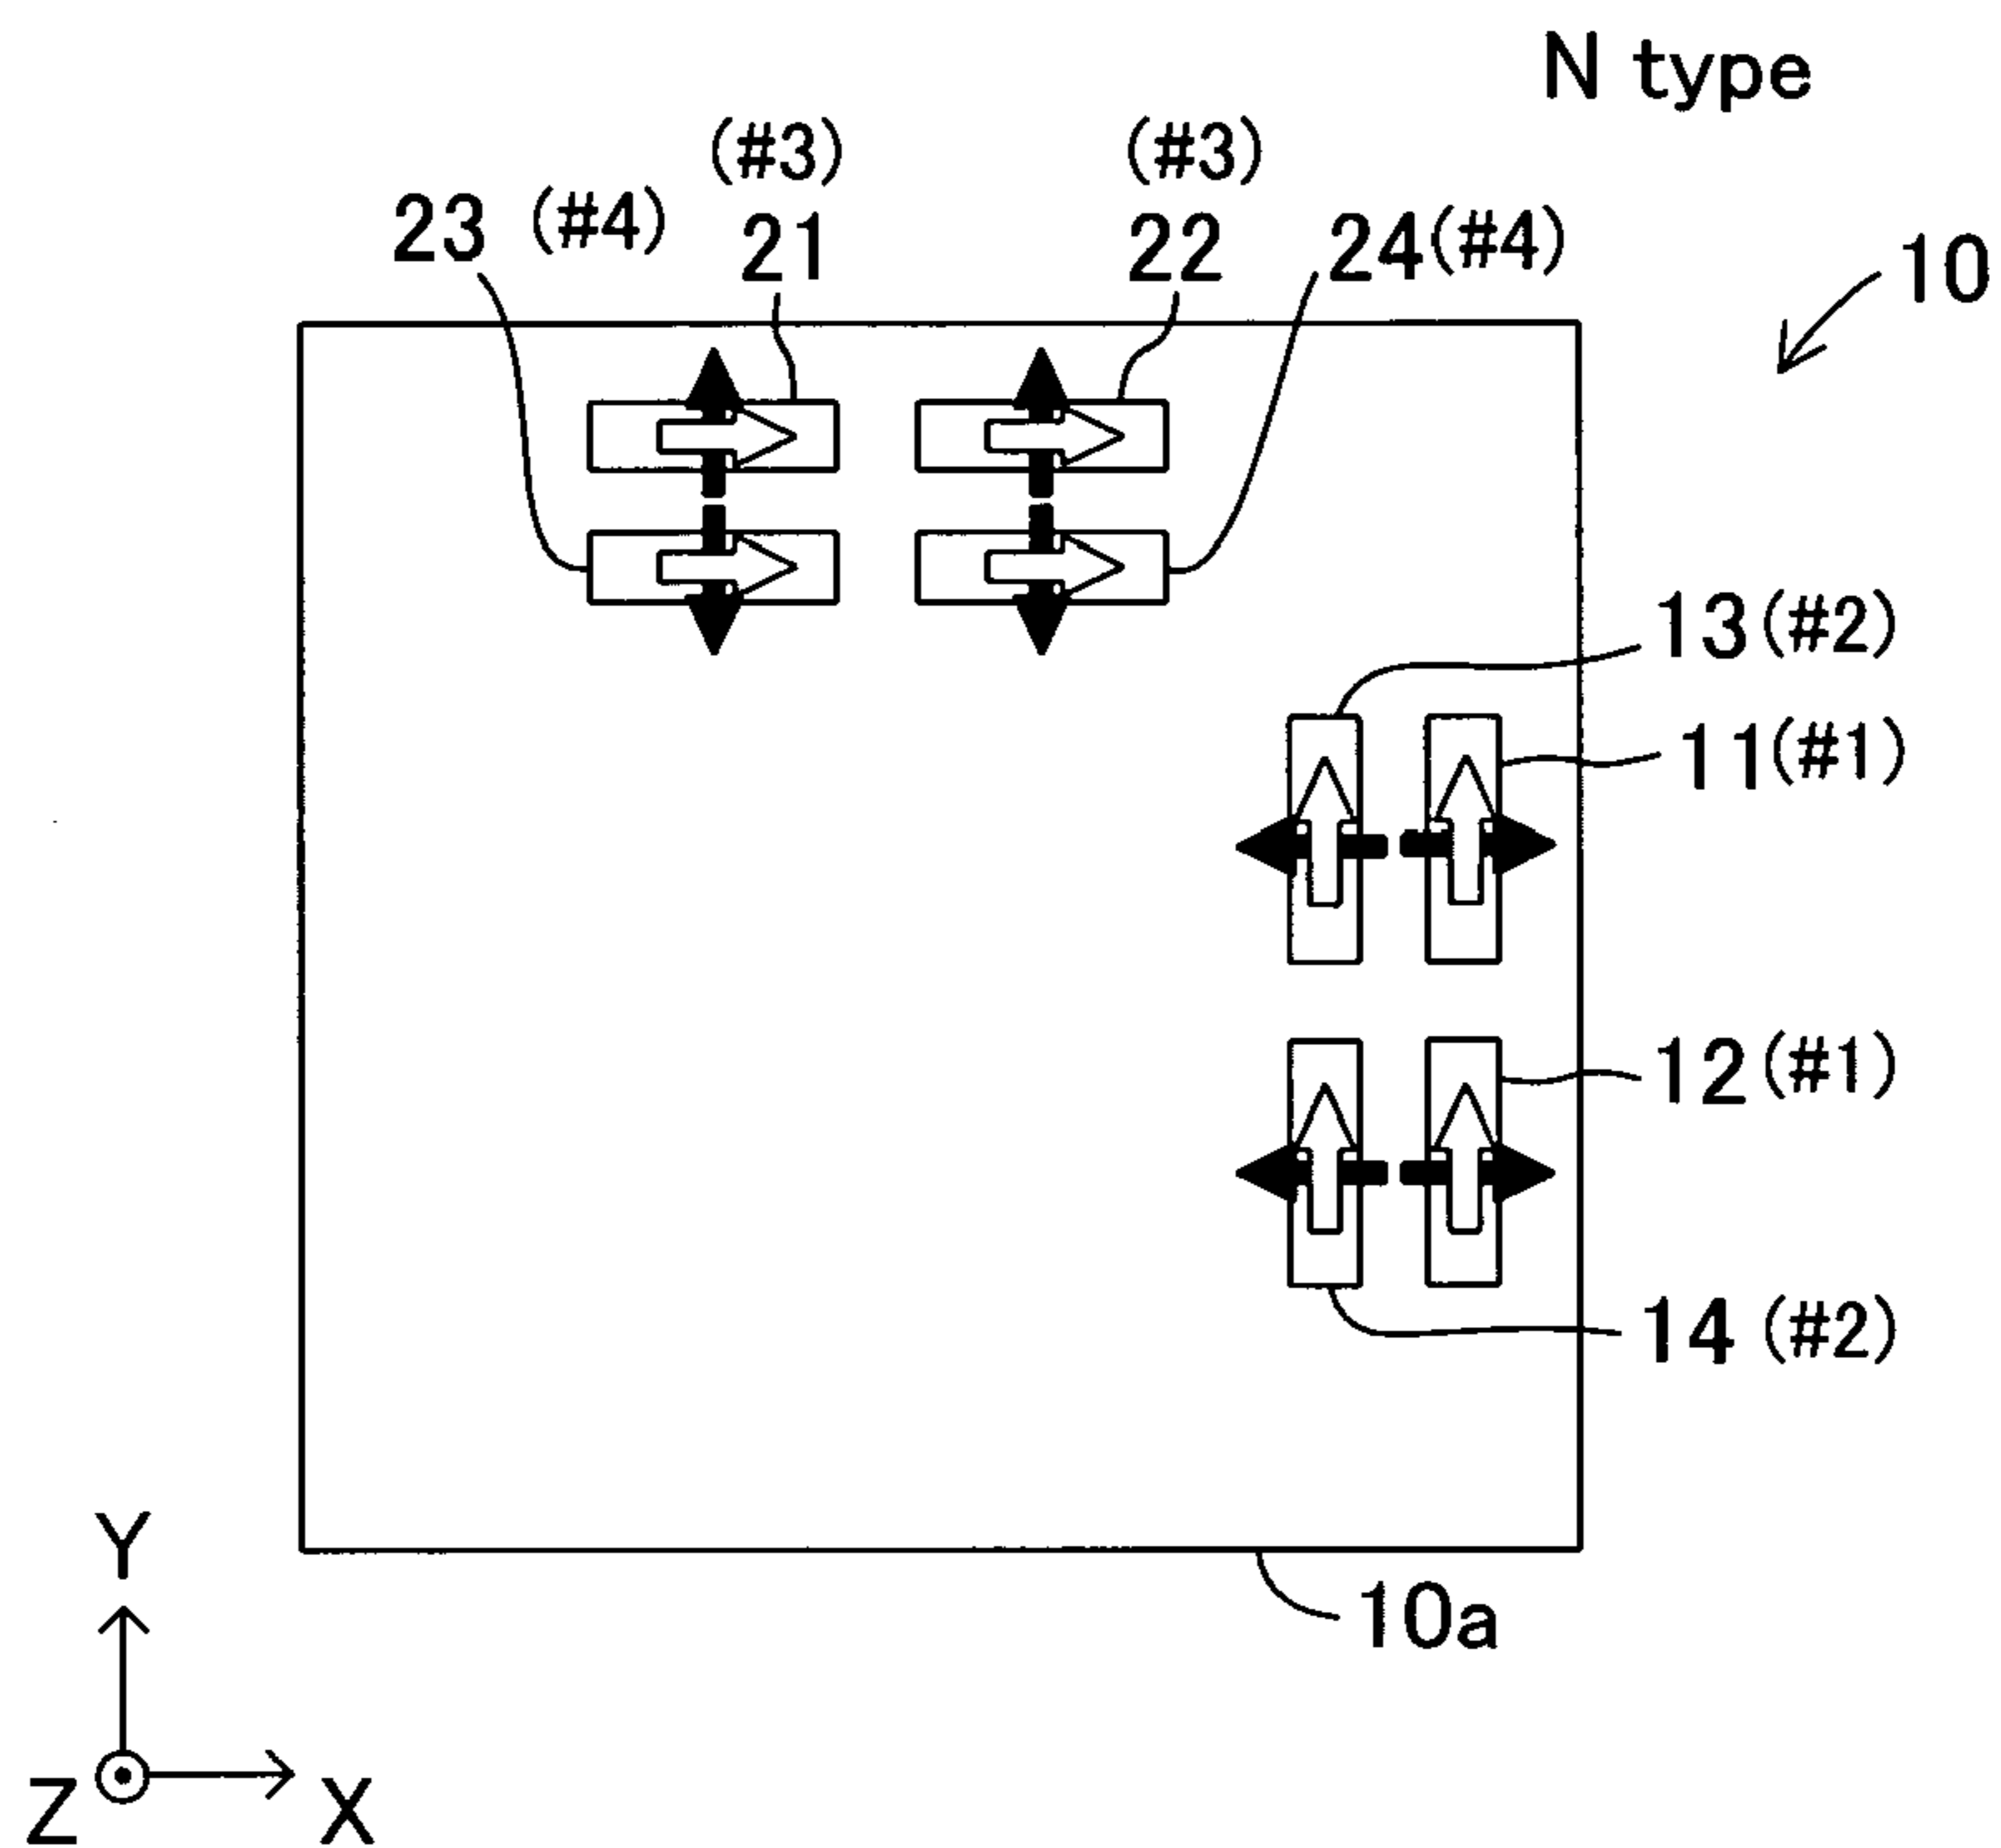 N type
(#3) (#3)
23 (#4) 21 22 24(#4)
10
13(#2)
11(#1)
12(#1)
14(#2)
10a
Y
Z X